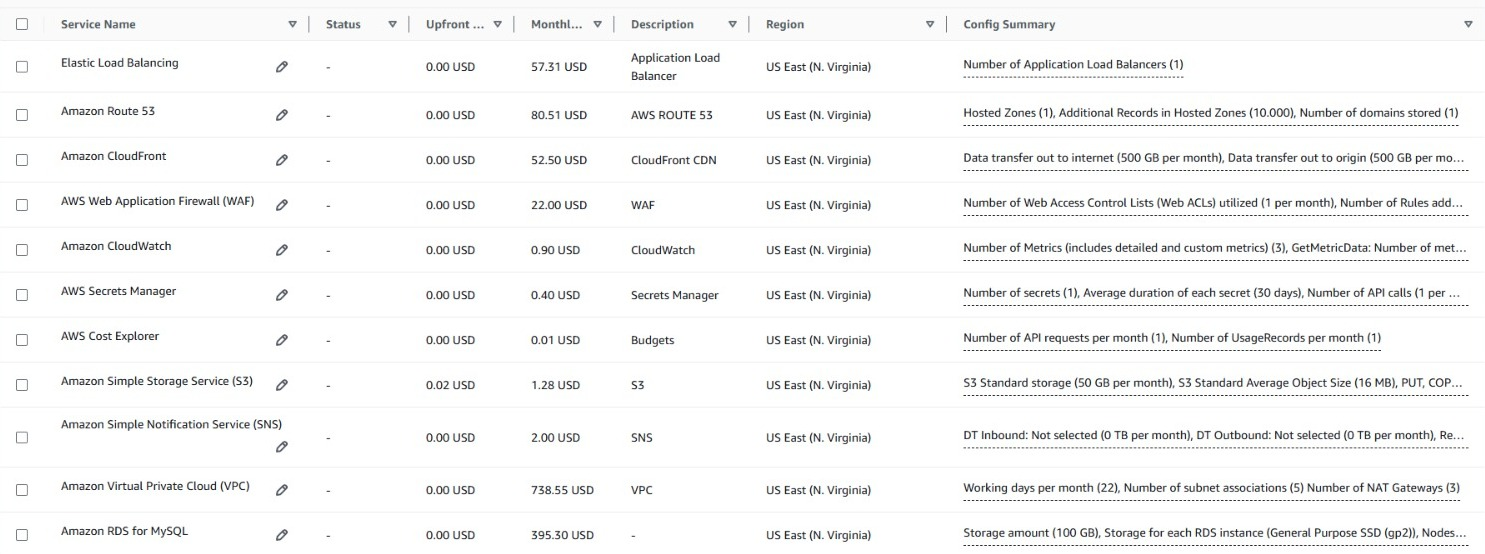 Service Name Status Upfront ... Monthl... Description Region Config Summary
Elastic Load Balancing - 0.00 USD 57.31 USD Application Load Balancer US East (N. Virginia) Number of Application Load Balancers (1)
Amazon Route 53 - 0.00 USD 80.51 USD AWS ROUTE 53 US East (N. Virginia) Hosted Zones (1), Additional Records in Hosted Zones (10.000), Number of domains stored (1)
Amazon CloudFront - 0.00 USD 52.50 USD CloudFront CDN US East (N. Virginia) Data transfer out to internet (500 GB per month), Data transfer out to origin (500 GB per mo...
AWS Web Application Firewall (WAF) - 0.00 USD 22.00 USD WAF US East (N. Virginia) Number of Web Access Control Lists (Web ACLs) utilized (1 per month), Number of Rules add...
Amazon CloudWatch - 0.00 USD 0.90 USD CloudWatch US East (N. Virginia) Number of Metrics (includes detailed and custom metrics) (3), GetMetricData: Number of met...
AWS Secrets Manager - 0.00 USD 0.40 USD Secrets Manager US East (N. Virginia) Number of secrets (1), Average duration of each secret (30 days), Number of API calls (1 per ...
AWS Cost Explorer - 0.00 USD 0.01 USD Budgets US East (N. Virginia) Number of API requests per month (1), Number of UsageRecords per month (1)
Amazon Simple Storage Service (S3) - 0.02 USD 1.28 USD S3 US East (N. Virginia) S3 Standard storage (50 GB per month), S3 Standard Average Object Size (16 MB), PUT, COP...
Amazon Simple Notification Service (SNS) - 0.00 USD 2.00 USD SNS US East (N. Virginia) DT Inbound: Not selected (0 TB per month), DT Outbound: Not selected (0 TB per month), Re...
Amazon Virtual Private Cloud (VPC) - 0.00 USD 738.55 USD VPC US East (N. Virginia) Working days per month (22), Number of subnet associations (5) Number of NAT Gateways (3)
Amazon RDS for MySQL - 0.00 USD 395.30 USD - US East (N. Virginia) Storage amount (100 GB), Storage for each RDS instance (General Purpose SSD (gp2)), Nodes...